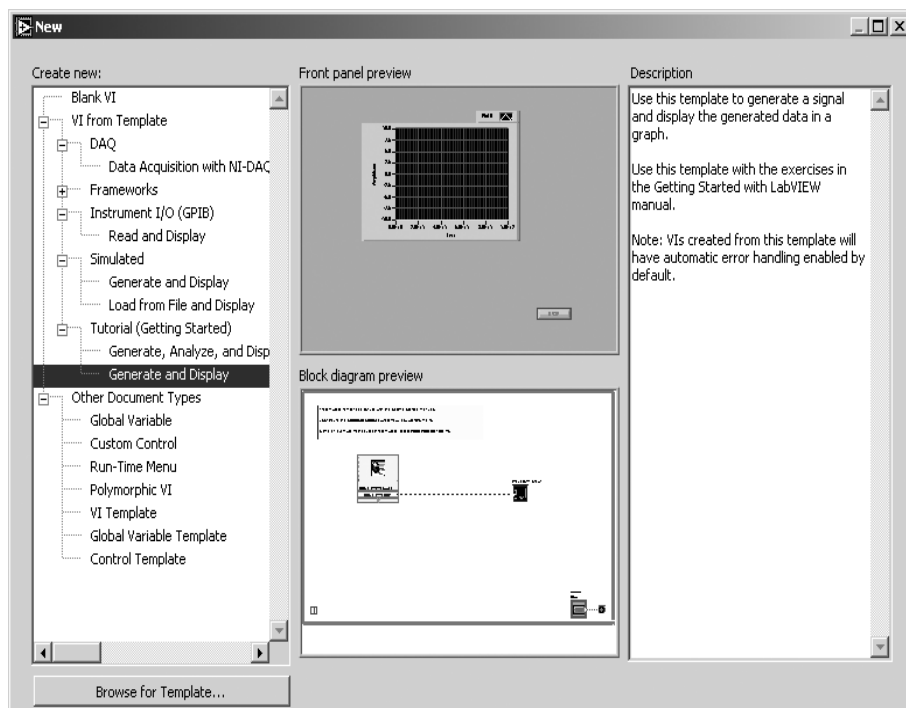 New
Create new:
Blank VI
VI from Template
DAQ
Data Acquisition with NI-DAQ
Frameworks
Instrument I/O (GPIB)
Read and Display
Simulated
Generate and Display
Load from File and Display
Tutorial (Getting Started)
Generate, Analyze, and Disp
Generate and Display
Other Document Types
Global Variable
Custom Control
Run-Time Menu
Polymorphic VI
VI Template
Global Variable Template
Control Template
Browse for Template...
Front panel preview
Block diagram preview
Description
Use this template to generate a signal
and display the generated data in a
graph.
Use this template with the exercises in
the Getting Started with LabVIEW
manual.
Note: VIs created from this template will
have automatic error handling enabled by
default.